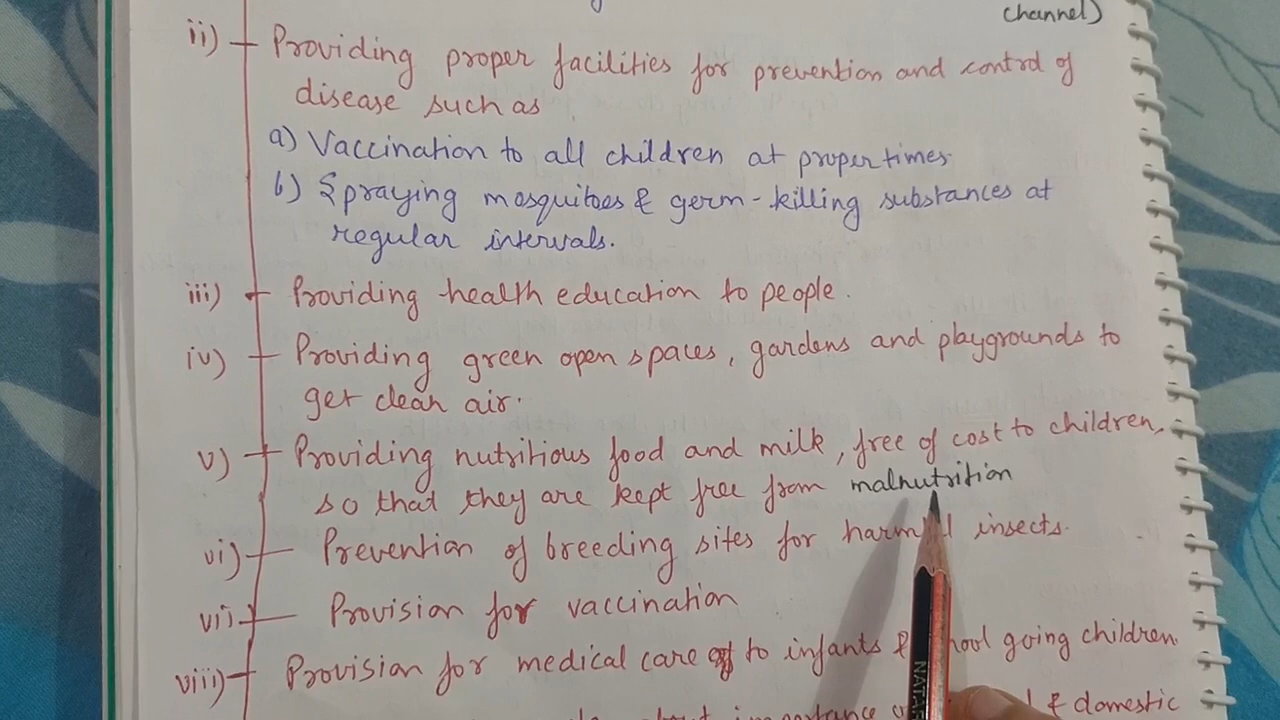 channel)
ii) Providing proper facilities for prevention and control of
disease such as
a) Vaccination to all children at proper times.
b) Spraying mosquitoes & germ-killing substances at
regular intervals.
iii) Providing health education to people.
iv) Providing green open spaces, gardens and playgrounds to
get clean air.
v) Providing nutritious food and milk, free of cost to children,
so that they are kept free from malnutrition
vi) Prevention of breeding sites for harmful insects.
vii) Provision for vaccination
viii) Provision for medical care to infants & school going children.
importance & domestic
NATAR